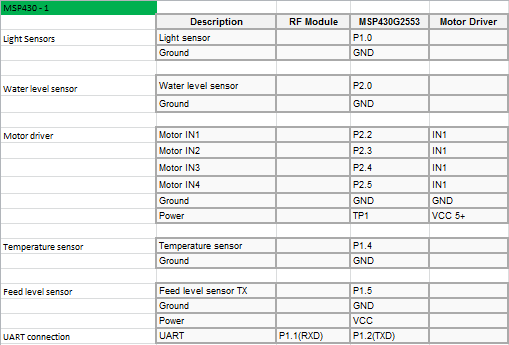 MSP430 - 1
Description RF Module MSP430G2553 Motor Driver
Light Sensors Light sensor P1.0
Ground GND
Water level sensor Water level sensor P2.0
Ground GND
Motor driver Motor IN1 P2.2 IN1
Motor IN2 P2.3 IN1
Motor IN3 P2.4 IN1
Motor IN4 P2.5 IN1
Ground GND GND
Power TP1 VCC 5+
Temperature sensor Temperature sensor P1.4
Ground GND
Feed level sensor Feed level sensor TX P1.5
Ground GND
Power VCC
UART connection UART P1.1(RXD) P1.2(TXD)